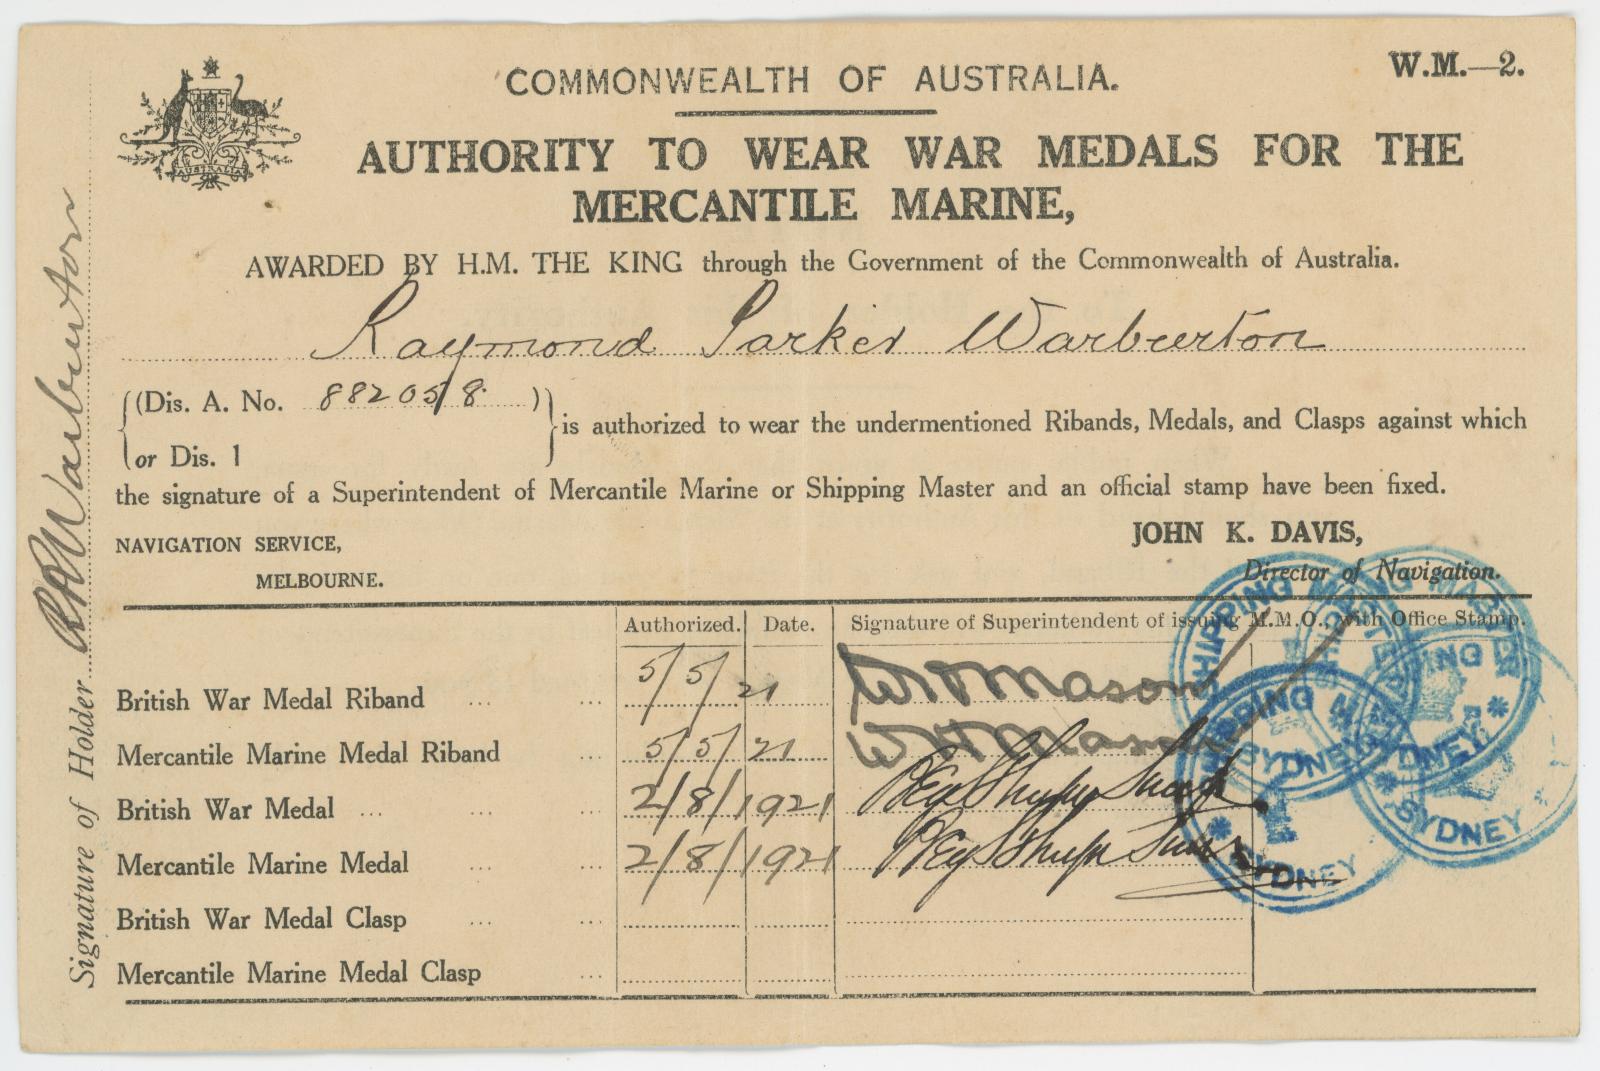 COMMONWEALTH OF AUSTRALIA.
W.M.—2.
AUSTRALIA
AUTHORITY TO WEAR WAR MEDALS FOR THE
MERCANTILE MARINE,
AWARDED BY H.M. THE KING through the Government of the Commonwealth of Australia.
Raymond Parker Warburton
(Dis. A. No. 882058 )
or Dis. 1
is authorized to wear the undermentioned Ribands, Medals, and Clasps against which
the signature of a Superintendent of Mercantile Marine or Shipping Master and an official stamp have been fixed.
JOHN K. DAVIS,
Director of Navigation.
NAVIGATION SERVICE,
MELBOURNE.
Authorized. Date. Signature of Superintendent of issuing M.M.O., with Office Stamp.
British War Medal Riband ... ... 5/5/21 W H Mason
Mercantile Marine Medal Riband ... 5/5/21 W H Mason
British War Medal ... ... 2/8/1921
Mercantile Marine Medal ... ... 2/8/1921
British War Medal Clasp ... ...
Mercantile Marine Medal Clasp ...
Signature of Holder R P Warburton
SHIPPING
SYDNEY
SYDNEY
SYDNEY
SYDNEY